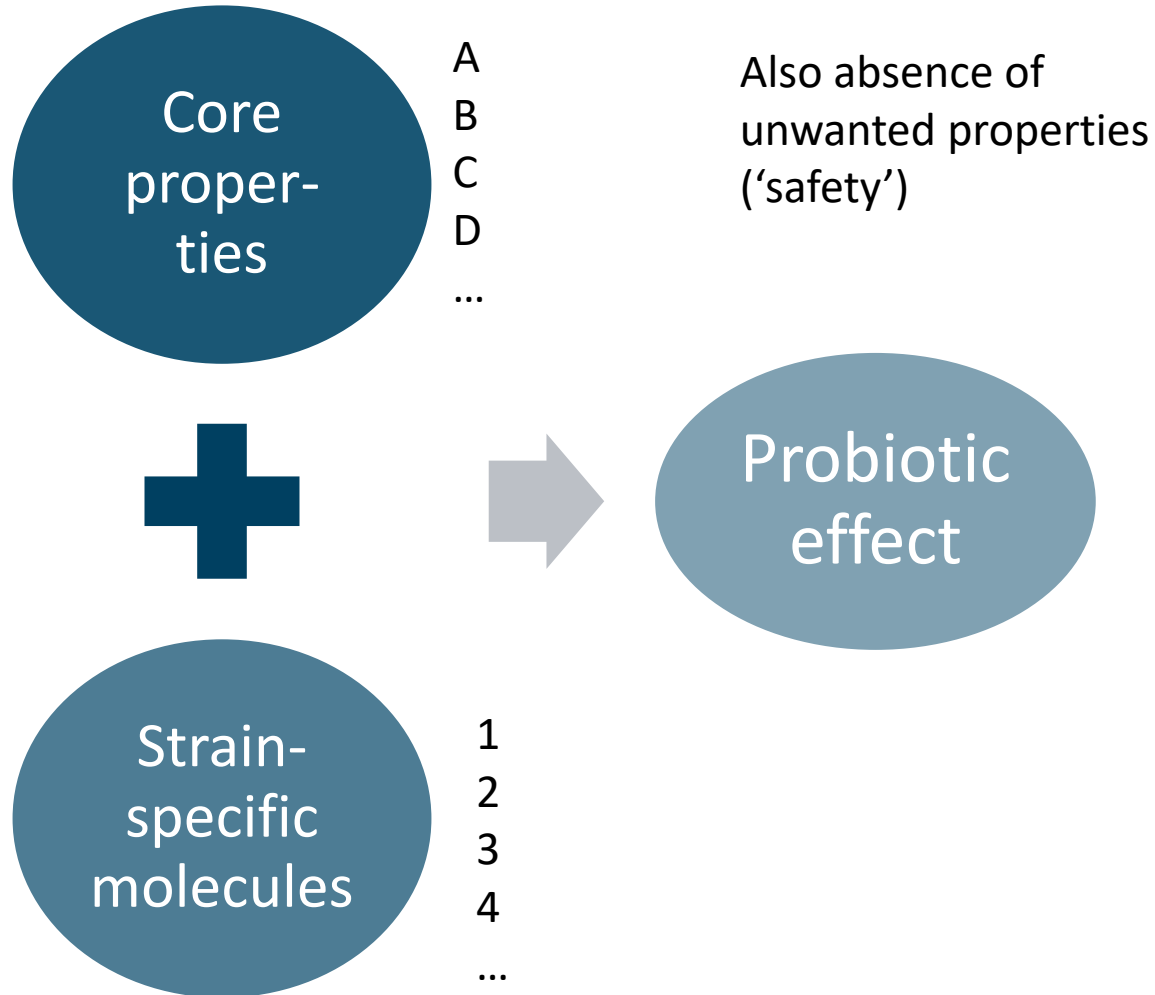 Core
proper-
ties
A
B
C
D
…
Also absence of
unwanted properties
(‘safety’)
Probiotic
effect
Strain-
specific
molecules
1
2
3
4
…